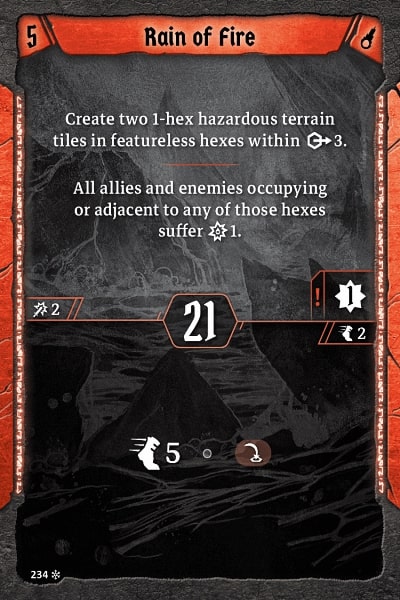 5
Rain of Fire
Create two 1-hex hazardous terrain
tiles in featureless hexes within 3.
All allies and enemies occupying
or adjacent to any of those hexes
suffer 1.
! 1
2
21
2
5
234